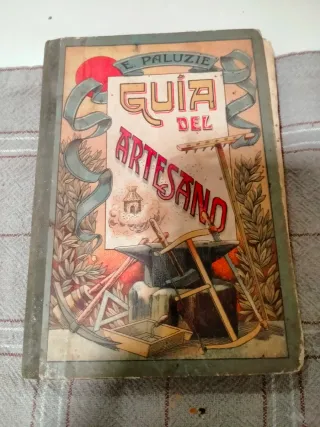 E PALUZIE
GUÍA
DEL
ARTESANO